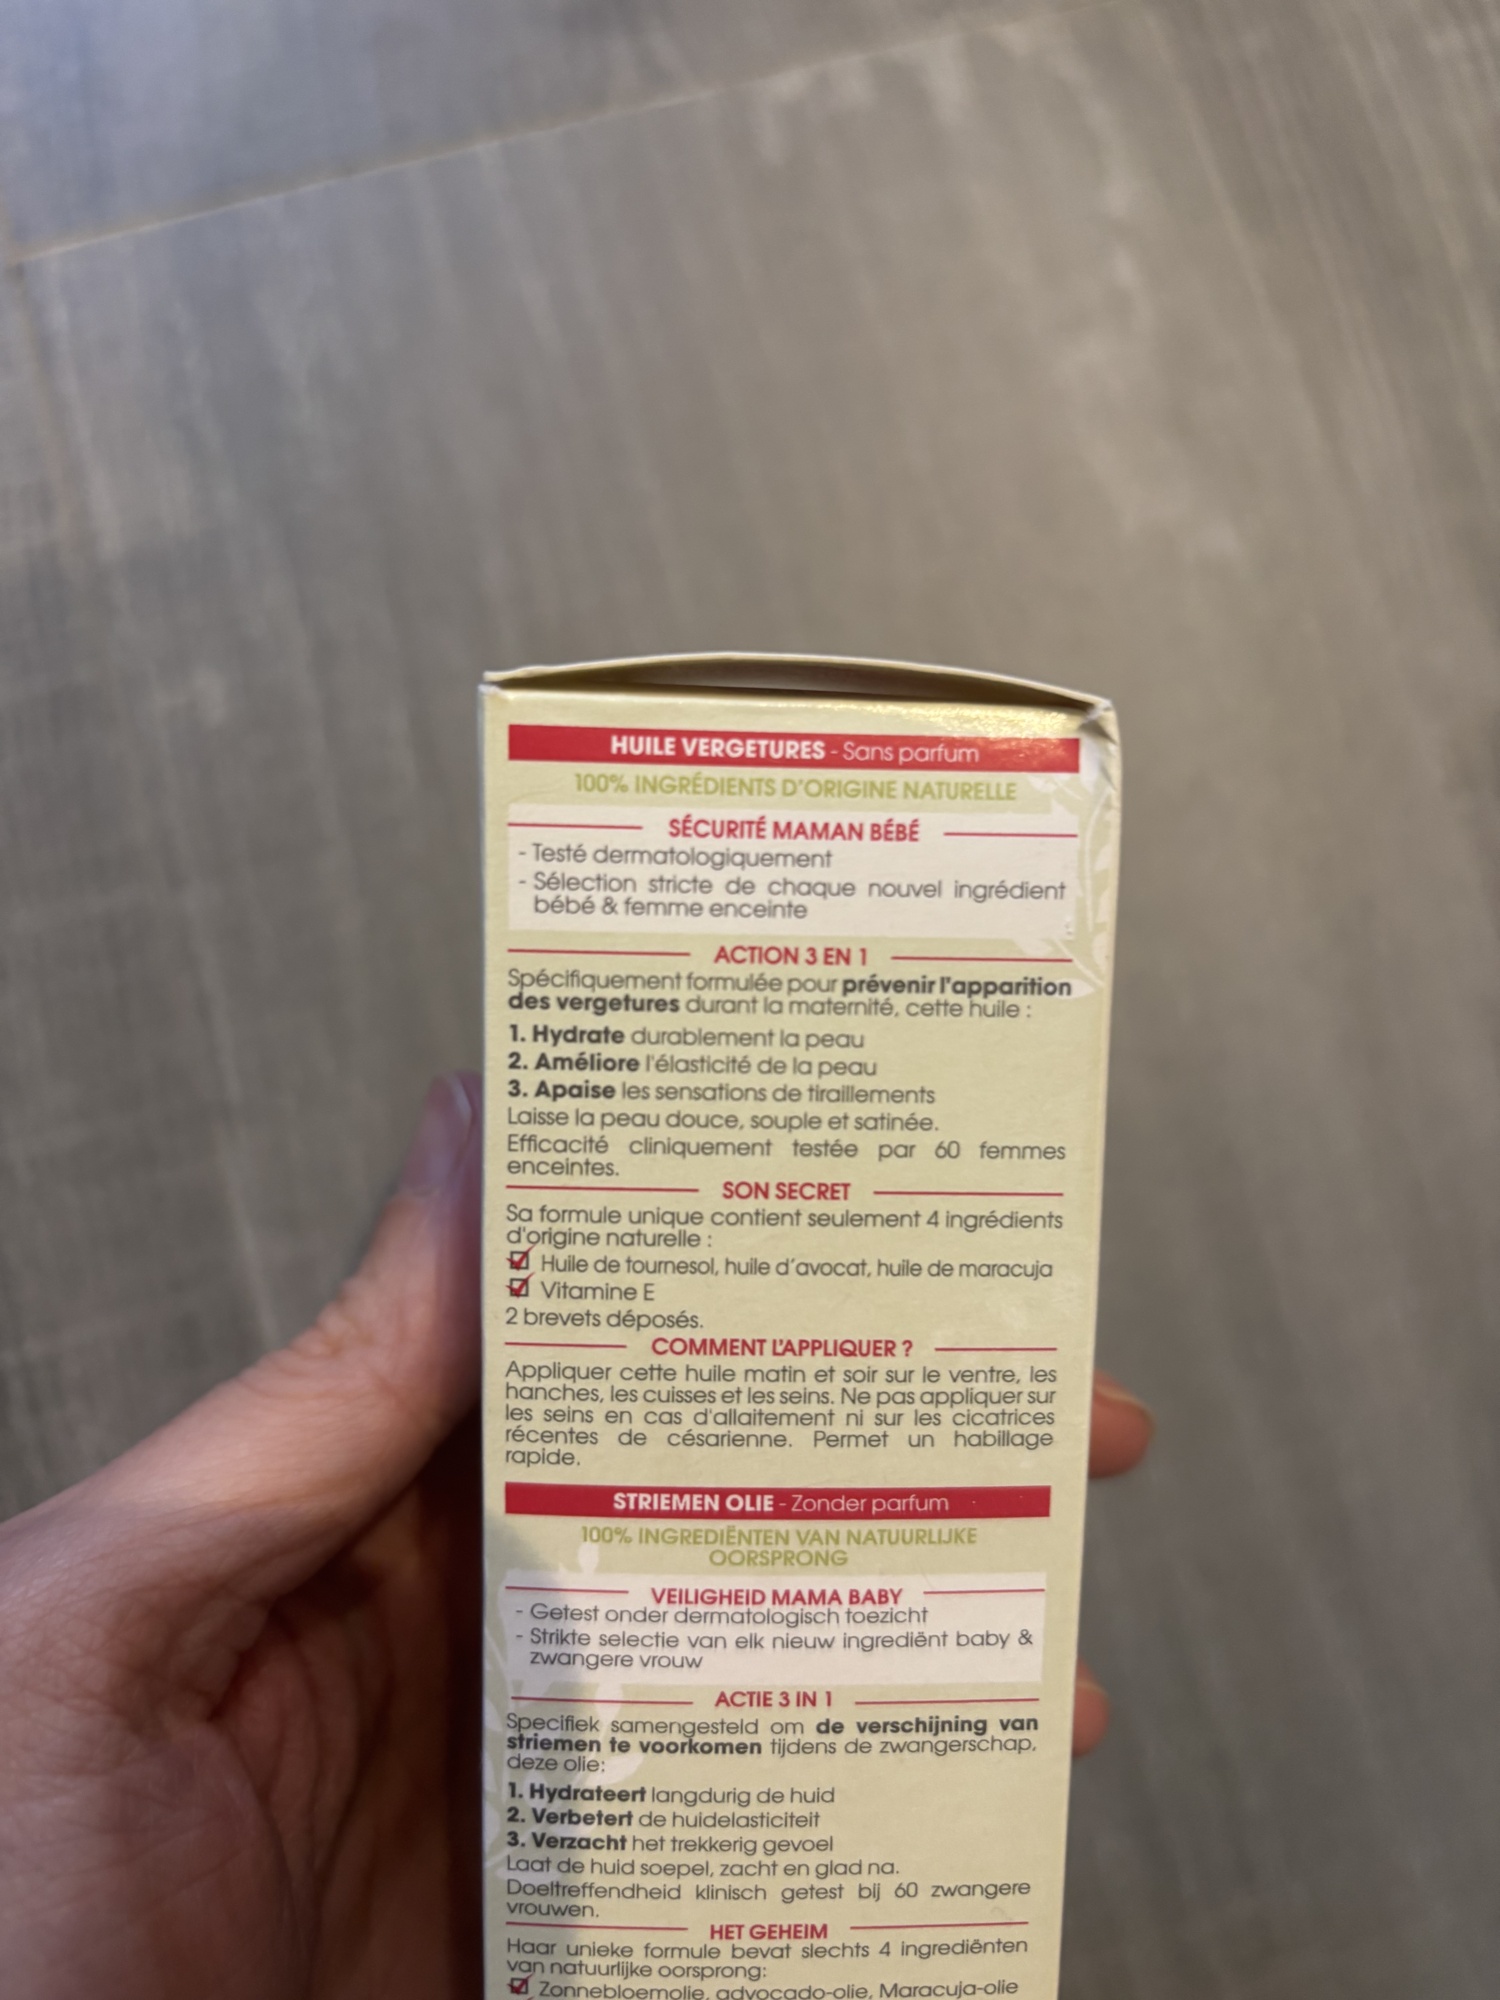 HUILE VERGETURES - Sans parfum
100% INGRÉDIENTS D'ORIGINE NATURELLE
SÉCURITÉ MAMAN BÉBÉ
- Testé dermatologiquement
- Sélection stricte de chaque nouvel ingrédient
bébé & femme enceinte
ACTION 3 EN 1
Spécifiquement formulée pour prévenir l'apparition
des vergetures durant la maternité, cette huile :
1. Hydrate durablement la peau
2. Améliore l'élasticité de la peau
3. Apaise les sensations de tiraillements
Laisse la peau douce, souple et satinée.
Efficacité cliniquement testée par 60 femmes
enceintes.
SON SECRET
Sa formule unique contient seulement 4 ingrédients
d'origine naturelle :
Huile de tournesol, huile d'avocat, huile de maracuja
Vitamine E
2 brevets déposés.
COMMENT L'APPLIQUER ?
Appliquer cette huile matin et soir sur le ventre, les
hanches, les cuisses et les seins. Ne pas appliquer sur
les seins en cas d'allaitement ni sur les cicatrices
récentes de césarienne. Permet un habillage
rapide.
STRIEMEN OLIE - Zonder parfum
100% INGREDIËNTEN VAN NATUURLIJKE
OORSPRONG
VEILIGHEID MAMA BABY
- Getest onder dermatologisch toezicht
- Strikte selectie van elk nieuw ingrediënt baby &
zwangere vrouw
ACTIE 3 IN 1
Specifiek samengesteld om de verschijning van
striemen te voorkomen tijdens de zwangerschap,
deze olie:
1. Hydrateert langdurig de huid
2. Verbetert de huidelasticiteit
3. Verzacht het trekkerig gevoel
Laat de huid soepel, zacht en glad na.
Doeltreffendheid klinisch getest bij 60 zwangere
vrouwen.
HET GEHEIM
Haar unieke formule bevat slechts 4 ingrediënten
van natuurlijke oorsprong:
Zonnebloemolie, advocado-olie, Maracuja-olie